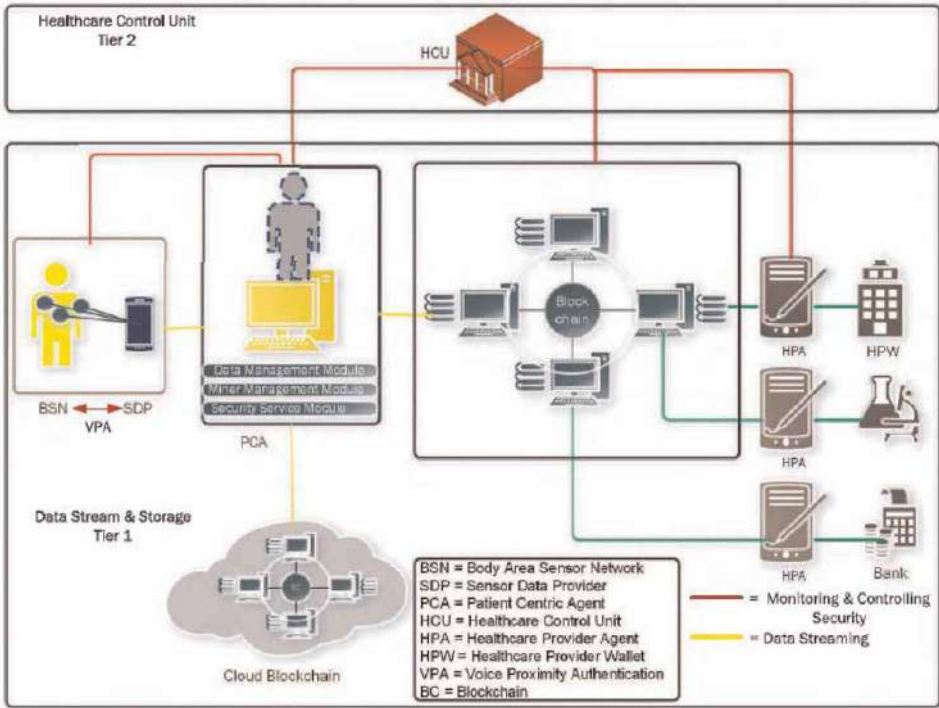 Healthcare Control Unit
Tier 2
HCU
Block
chain
HPA
HPW
Data Management Module
Miner Management Module
Security Service Module
BSN
SDP
VPA
PCA
HPA
Data Stream & Storage
Tier 1
HPA
Bank
BSN = Body Area Sensor Network
SDP = Sensor Data Provider
PCA = Patient Centric Agent
HCU = Healthcare Control Unit
HPA = Healthcare Provider Agent
HPW = Healthcare Provider Wallet
VPA = Voice Proximity Authentication
BC = Blockchain
= Monitoring & Controlling
Security
= Data Streaming
Cloud Blockchain